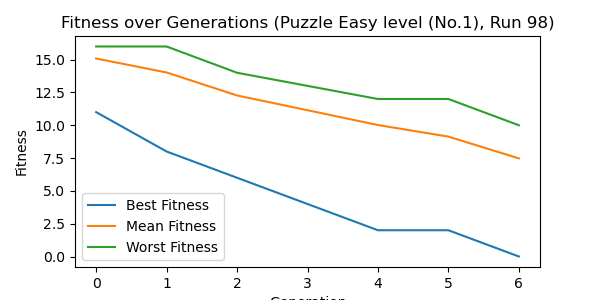 Fitness over Generations (Puzzle Easy level (No.1), Run 98)
15.0
12.5
10.0
7.5
5.0
2.5
0.0
Fitness
Best Fitness
Mean Fitness
Worst Fitness
0 1 2 3 4 5 6
Generation